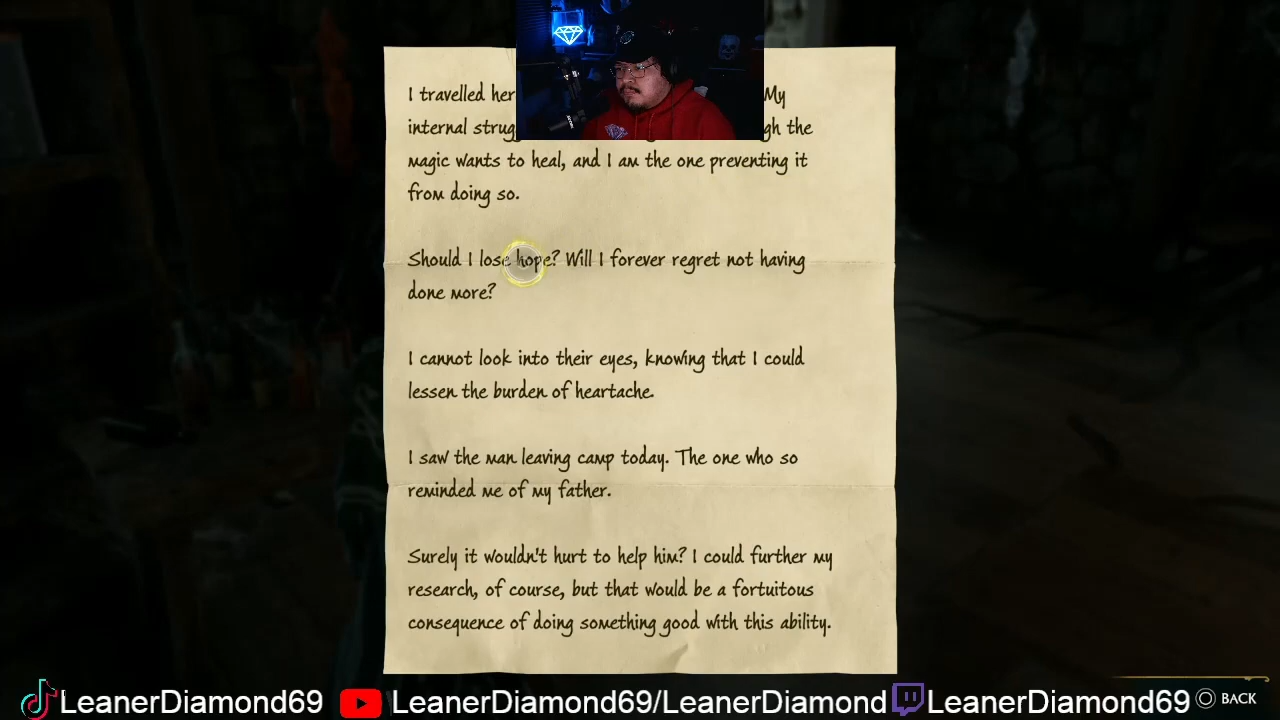 I travelled her My
internal strug gh the
magic wants to heal, and I am the one preventing it
from doing so.
Should I lose hope? Will I forever regret not having
done more?
I cannot look into their eyes, knowing that I could
lessen the burden of heartache.
I saw the man leaving camp today. The one who so
reminded me of my father.
Surely it wouldn't hurt to help him? I could further my
research, of course, but that would be a fortuitous
consequence of doing something good with this ability.
LeanerDiamond69 LeanerDiamond69/LeanerDiamond LeanerDiamond69 BACK